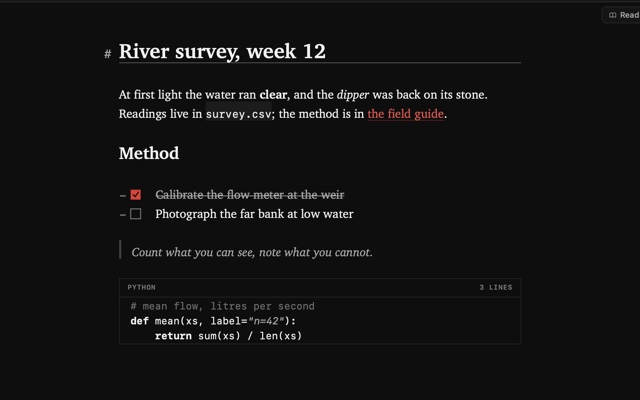 Read
# River survey, week 12
At first light the water ran clear, and the dipper was back on its stone.
Readings live in survey.csv; the method is in the field guide.
Method
– Calibrate the flow meter at the weir
– Photograph the far bank at low water
Count what you can see, note what you cannot.
PYTHON 3 LINES
# mean flow, litres per second
def mean(xs, label="n=42"):
    return sum(xs) / len(xs)